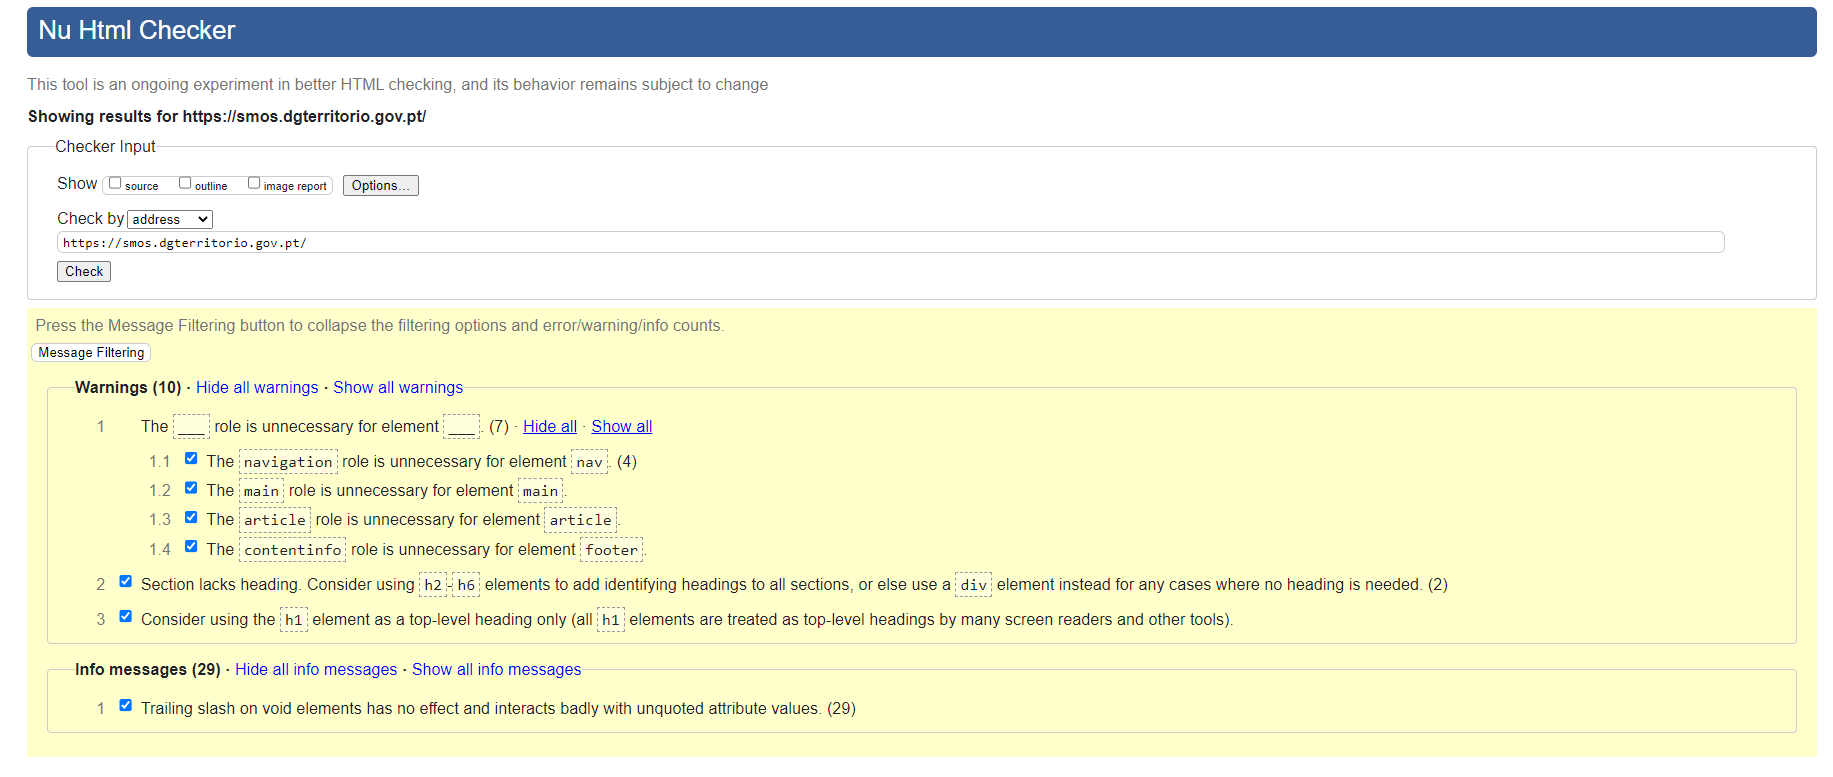 Nu Html Checker
This tool is an ongoing experiment in better HTML checking, and its behavior remains subject to change
Showing results for https://smos.dgterritorio.gov.pt/
Checker Input
Show source outline image report Options...
Check by address
https://smos.dgterritorio.gov.pt/
Check
Press the Message Filtering button to collapse the filtering options and error/warning/info counts.
Message Filtering
Warnings (10) · Hide all warnings · Show all warnings
1 The ___ role is unnecessary for element ___. (7) · Hide all · Show all
1.1 The navigation role is unnecessary for element nav. (4)
1.2 The main role is unnecessary for element main.
1.3 The article role is unnecessary for element article.
1.4 The contentinfo role is unnecessary for element footer.
2 Section lacks heading. Consider using h2-h6 elements to add identifying headings to all sections, or else use a div element instead for any cases where no heading is needed. (2)
3 Consider using the h1 element as a top-level heading only (all h1 elements are treated as top-level headings by many screen readers and other tools).
Info messages (29) · Hide all info messages · Show all info messages
1 Trailing slash on void elements has no effect and interacts badly with unquoted attribute values. (29)